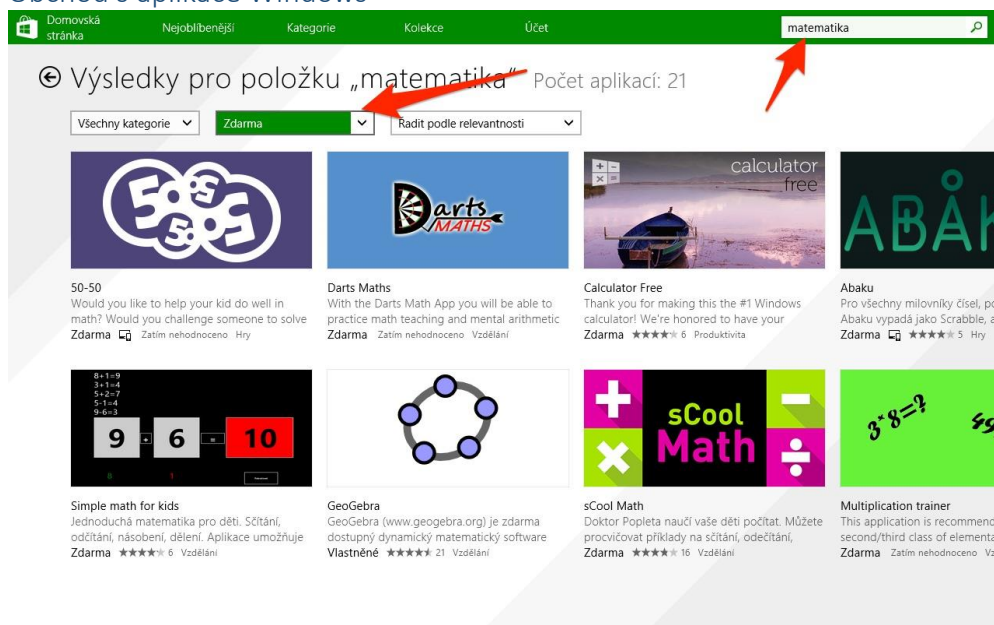 Obchod s aplikace Windows
Domovská
stránka
Nejoblíbenější
Kategorie
Kolekce
Účet
matematika
Výsledky pro položku „matematika“ Počet aplikací: 21
Všechny kategorie
Zdarma
Řadit podle relevantnosti
50-50
50-50
Would you like to help your kid do well in
math? Would you challenge someone to solve
Zdarma Zatím nehodnoceno Hry
Darts
MATHS
Darts Maths
With the Darts Math App you will be able to
practice math teaching and mental arithmetic
Zdarma Zatím nehodnoceno Vzdělání
calculator
free
Calculator Free
Thank you for making this the #1 Windows
calculator! We're honored to have your
Zdarma 6 Produktivita
Abaku
Pro všechny milovníky čísel,
Abaku vypadá jako Scrabble,
Zdarma 5 Hry
8+1=9
3+1=4
5+2=7
5-1=4
9-6=3
9 + 6 = 10
0 1
Simple math for kids
Jednoduchá matematika pro děti. Sčítání,
odčítání, násobení, dělení. Aplikace umožňuje
Zdarma 6 Vzdělání
GeoGebra
GeoGebra (www.geogebra.org) je zdarma
dostupný dynamický matematický software
Vlastněné 21 Vzdělání
sCool
Math
sCool Math
Doktor Popleta naučí vaše děti počítat. Můžete
procvičovat příklady na sčítání, odečítání,
Zdarma 16 Vzdělání
3*8=?
Multiplication trainer
This application is
second/third class of
Zdarma Zatím nehodnoceno